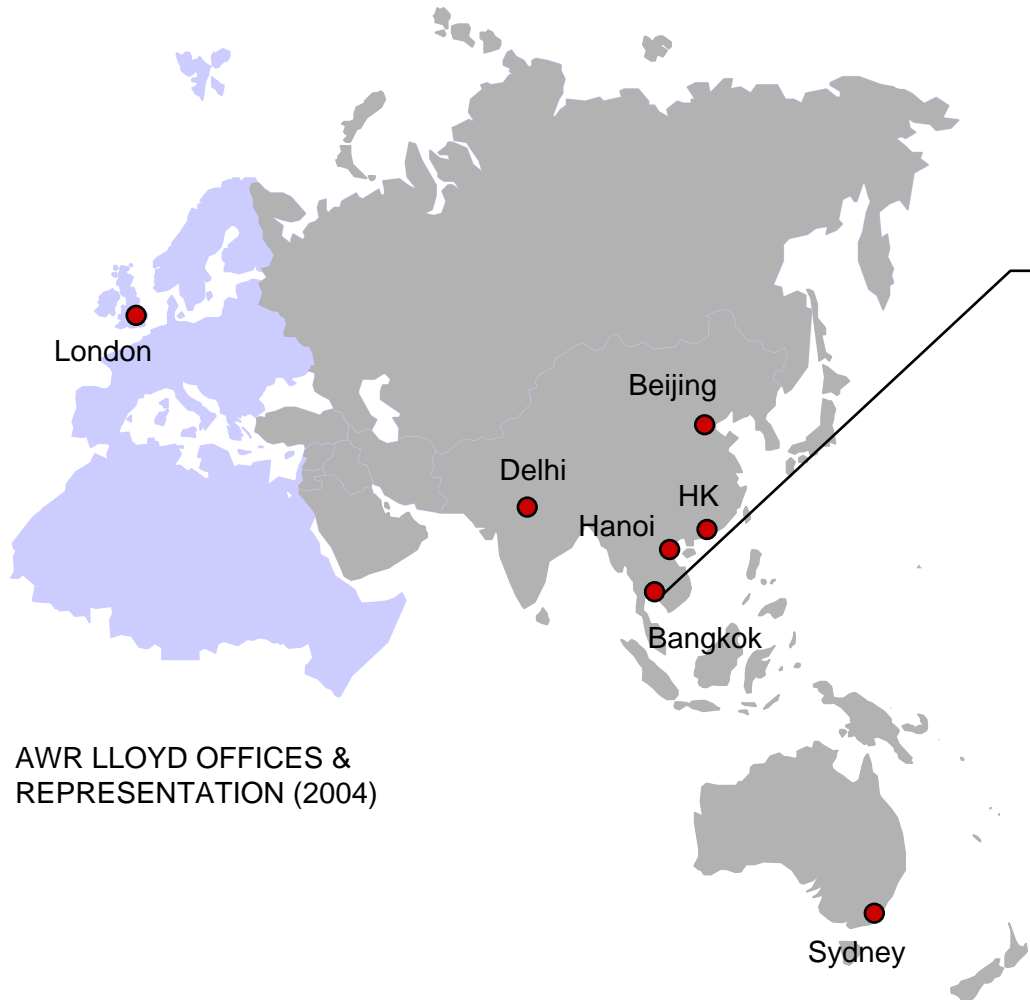 London
Beijing
Delhi
HK
Hanoi
Bangkok
AWR LLOYD OFFICES &
REPRESENTATION (2004)
Sydney